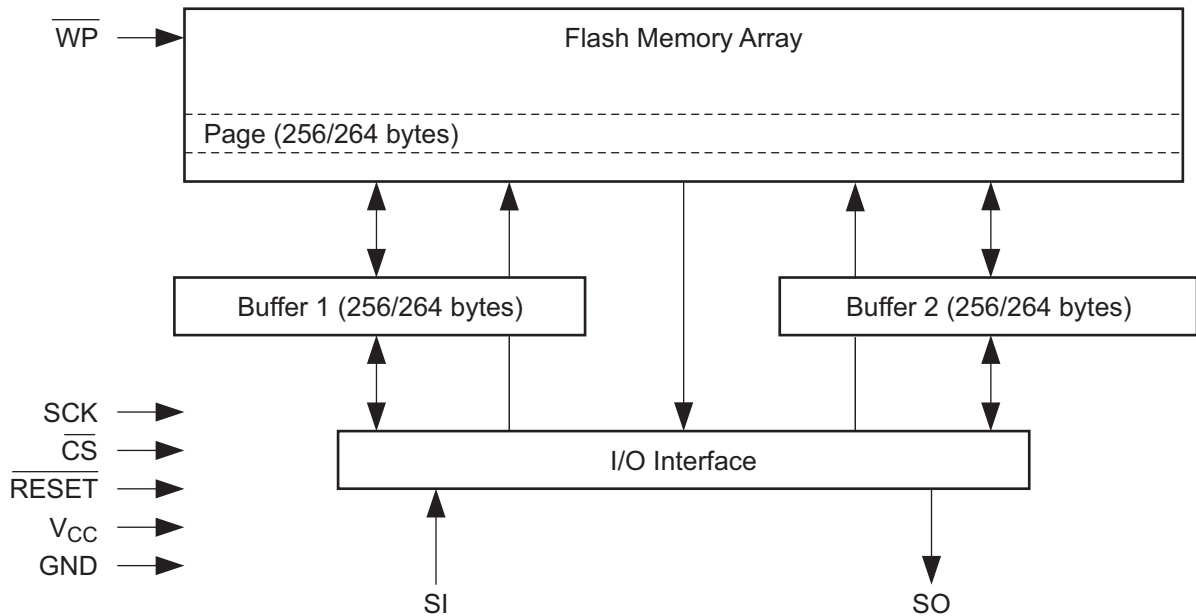 WP
Flash Memory Array
Page (256/264 bytes)
Buffer 1 (256/264 bytes)
Buffer 2 (256/264 bytes)
SCK
CS
RESET
VCC
GND
I/O Interface
SI
SO